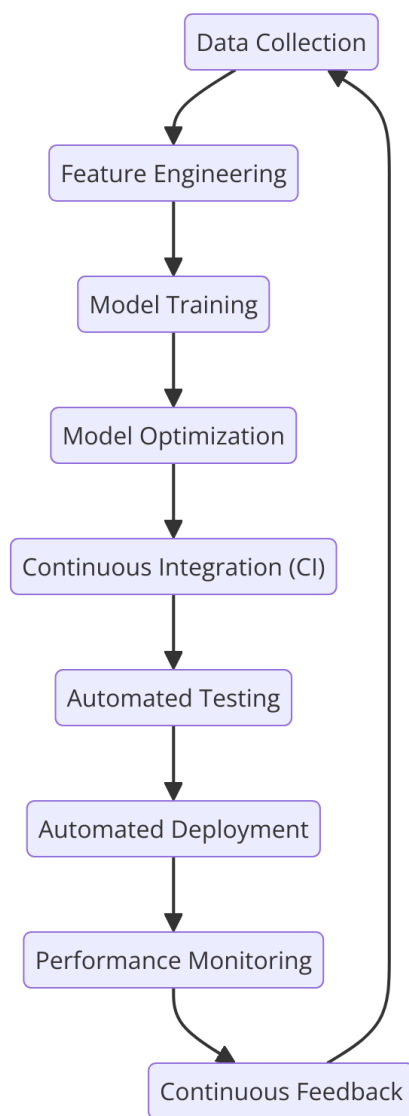 Data Collection
Feature Engineering
Model Training
Model Optimization
Continuous Integration (CI)
Automated Testing
Automated Deployment
Performance Monitoring
Continuous Feedback